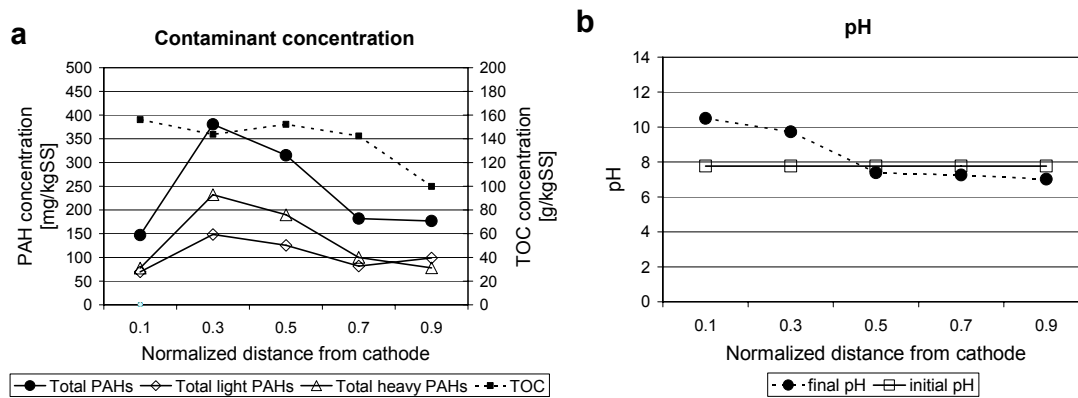 a
Contaminant concentration
500
450
400
350
300
250
200
150
100
50
0
PAH concentration
[mg/kgSS]
200
180
160
140
120
100
80
60
40
20
0
TOC concentration
[g/kgSS]
0.1 0.3 0.5 0.7 0.9
Normalized distance from cathode
Total PAHs Total light PAHs Total heavy PAHs TOC
b
pH
14
12
10
8
6
4
2
0
pH
0.1 0.3 0.5 0.7 0.9
Normalized distance from cathode
final pH initial pH